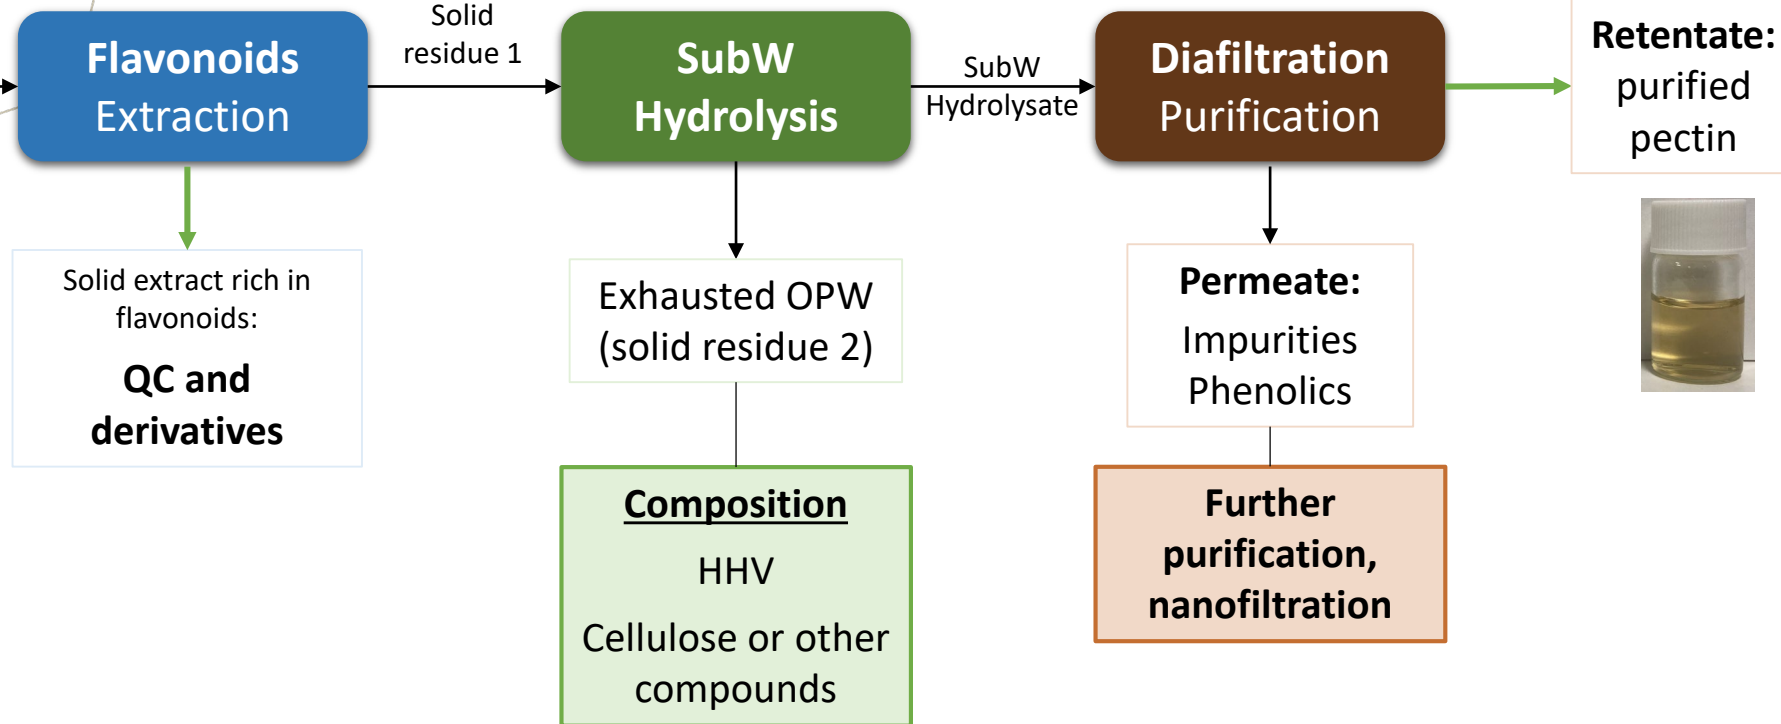 Flavonoids
Extraction
Solid
residue 1
SubW
Hydrolysis
SubW
Hydrolysate
Diafiltration
Purification
Retentate:
purified
pectin
Solid extract rich in
flavonoids:
QC and
derivatives
Exhausted OPW
(solid residue 2)
Permeate:
Impurities
Phenolics
Composition
HHV
Cellulose or other
compounds
Further
purification,
nanofiltration